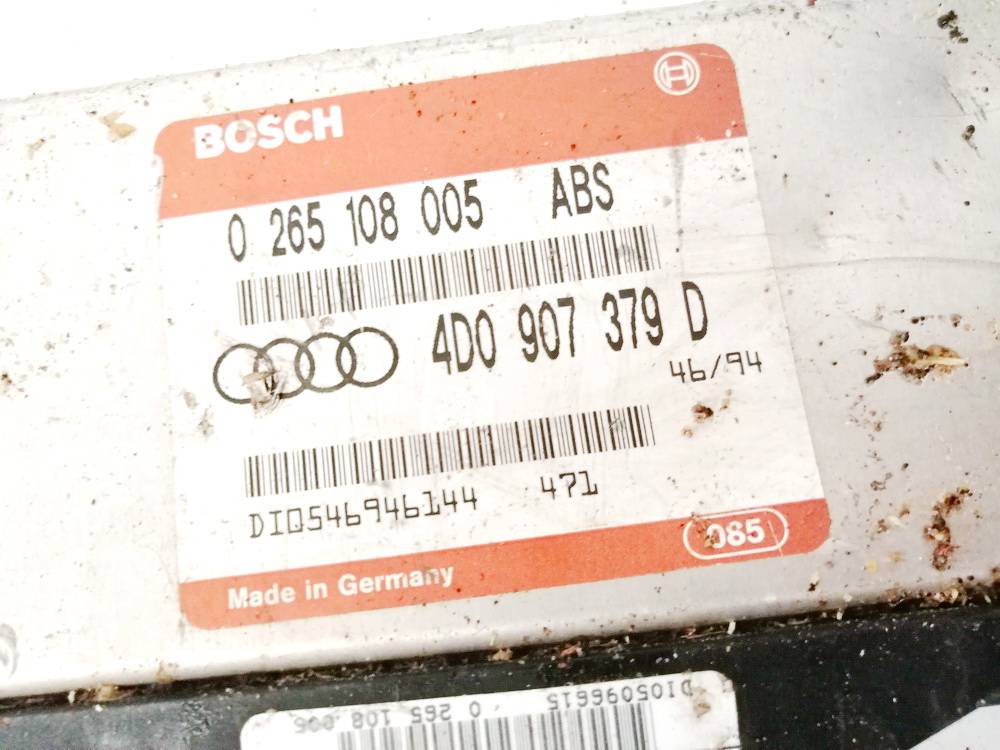 BOSCH
0 265 108 005 ABS
4D0 907 379 D
46/94
DIQ546946144 471
085
Made in Germany
DIO5096615 0 265 108 006